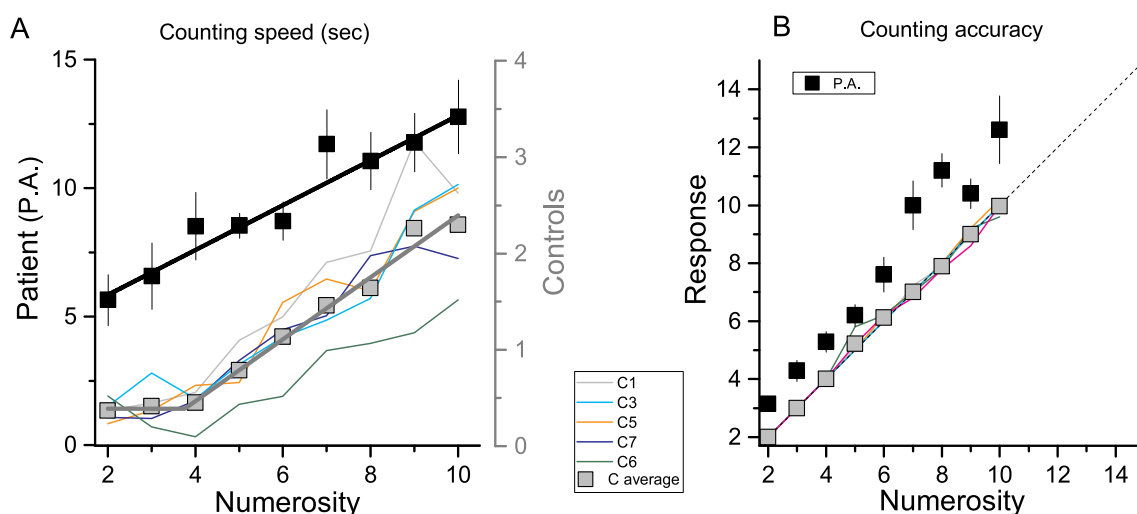 A
Counting speed (sec)
15
10
5
0
Patient (P.A.)
4
3
2
1
0
Controls
2
4
6
8
10
Numerosity
C1
C3
C5
C7
C6
C average
B
Counting accuracy
P.A.
14
12
10
8
6
4
2
Response
2
4
6
8
10
12
14
Numerosity